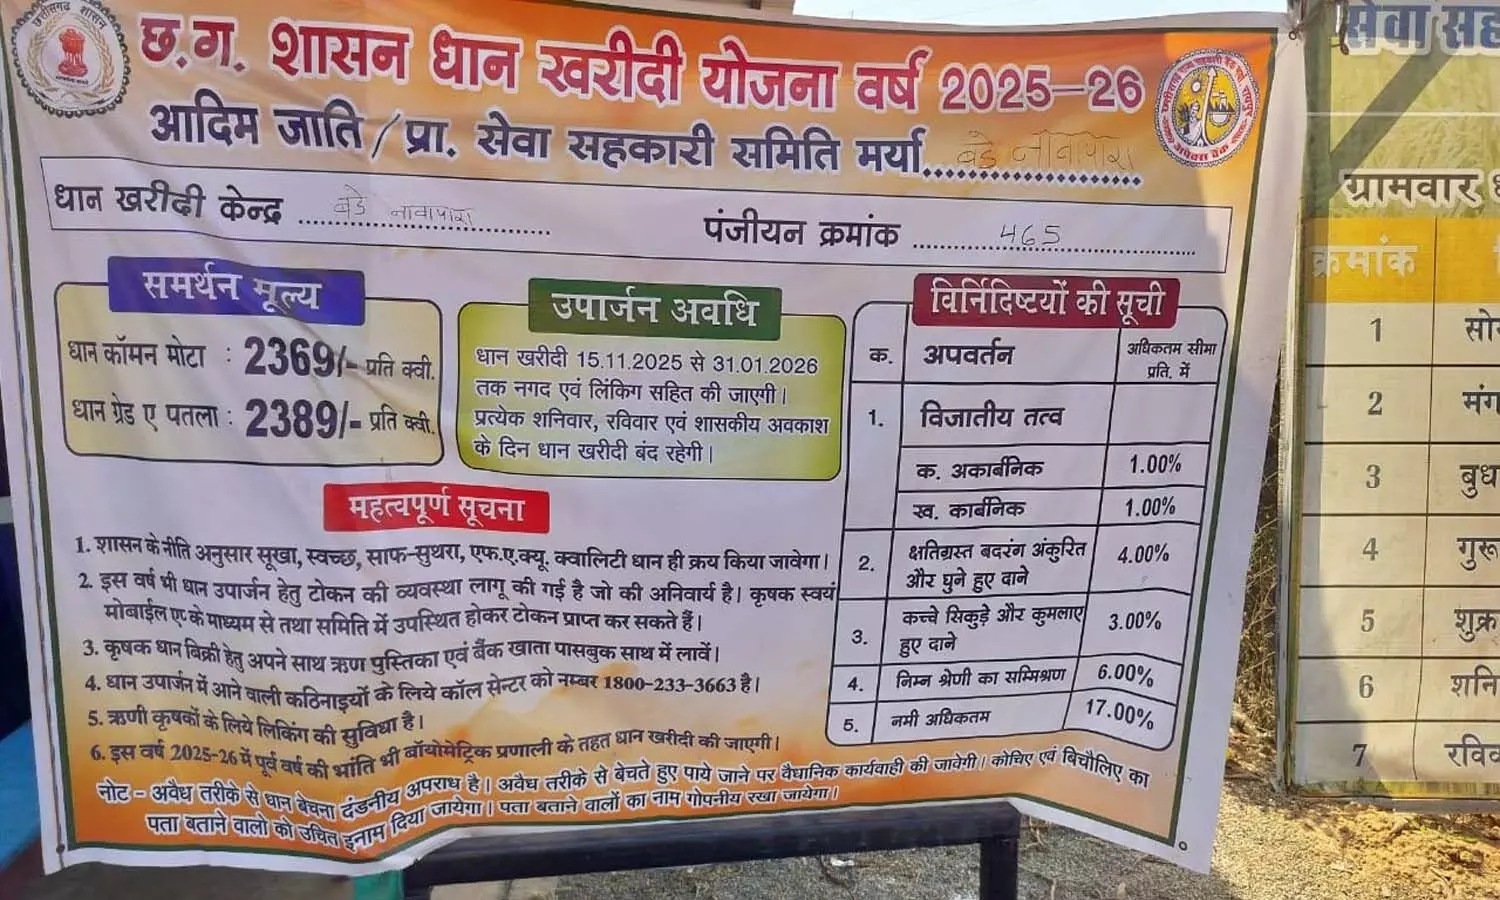 छत्तीसगढ़ शासन
छ.ग. शासन धान खरीदी योजना वर्ष 2025-26
आदिम जाति / प्रा. सेवा सहकारी समिति मर्या....बडे नावापारा
धान खरीदी केन्द्र ....बडे नावापारा....
पंजीयन क्रमांक ....465....
समर्थन मूल्य
धान कॉमन मोटा : 2369/- प्रति क्वी.
धान ग्रेड ए पतला : 2389/- प्रति क्वी.
उपार्जन अवधि
धान खरीदी 15.11.2025 से 31.01.2026
तक नगद एवं लिंकिग सहित की जाएगी।
प्रत्येक शनिवार, रविवार एवं शासकीय अवकाश
के दिन धान खरीदी बंद रहेगी।
विर्निदिष्टियों की सूची
क. अपवर्तन अधिकतम सीमा
प्रति. में
1. विजातीय तत्व
क. अकार्बनिक 1.00%
ख. कार्बनिक 1.00%
2. क्षतिग्रस्त बदरंग अंकुरित
और घुने हुए दाने 4.00%
3. कच्चे सिकुड़े और कुमलाए
हुए दाने 3.00%
4. निम्न श्रेणी का सम्मिश्रण 6.00%
5. नमी अधिकतम 17.00%
महत्वपूर्ण सूचना
1. शासन के नीति अनुसार सूखा, स्वच्छ, साफ-सुथरा, एफ.ए.क्यू. क्वालिटी धान ही क्रय किया जावेगा।
2. इस वर्ष भी धान उपार्जन हेतु टोकन की व्यवस्था लागू की गई है जो की अनिवार्य है। कृषक स्वयं
मोबाईल एप के माध्यम से तथा समिति में उपस्थित होकर टोकन प्राप्त कर सकते हैं।
3. कृषक धान बिक्री हेतु अपने साथ ऋण पुस्तिका एवं बैंक खाता पासबुक साथ में लावें।
4. धान उपार्जन में आने वाली कठिनाइयों के लिये कॉल सेन्टर को नम्बर 1800-233-3663 है।
5. ऋणी कृषकों के लिये लिंकिंग की सुविधा है।
6. इस वर्ष 2025-26 में पूर्व वर्ष की भांति भी बॉयोमेट्रिक प्रणाली के तहत धान खरीदी की जाएगी।
नोट - अवैध तरीके से धान बेचना दंडनीय अपराध है। अवैध तरीके से बेचते हुए पाये जाने पर वैधानिक कार्यवाही की जावेगी। कोचिए एवं बिचौलिए का
पता बताने वालो को उचित इनाम दिया जायेगा। पता बताने वालों का नाम गोपनीय रखा जायेगा।
सेवा सह
ग्रामवार
क्रमांक
1 सो
2 मंग
3 बुध
4 गुरू
5 शुक्र
6 शनि
7 रवि